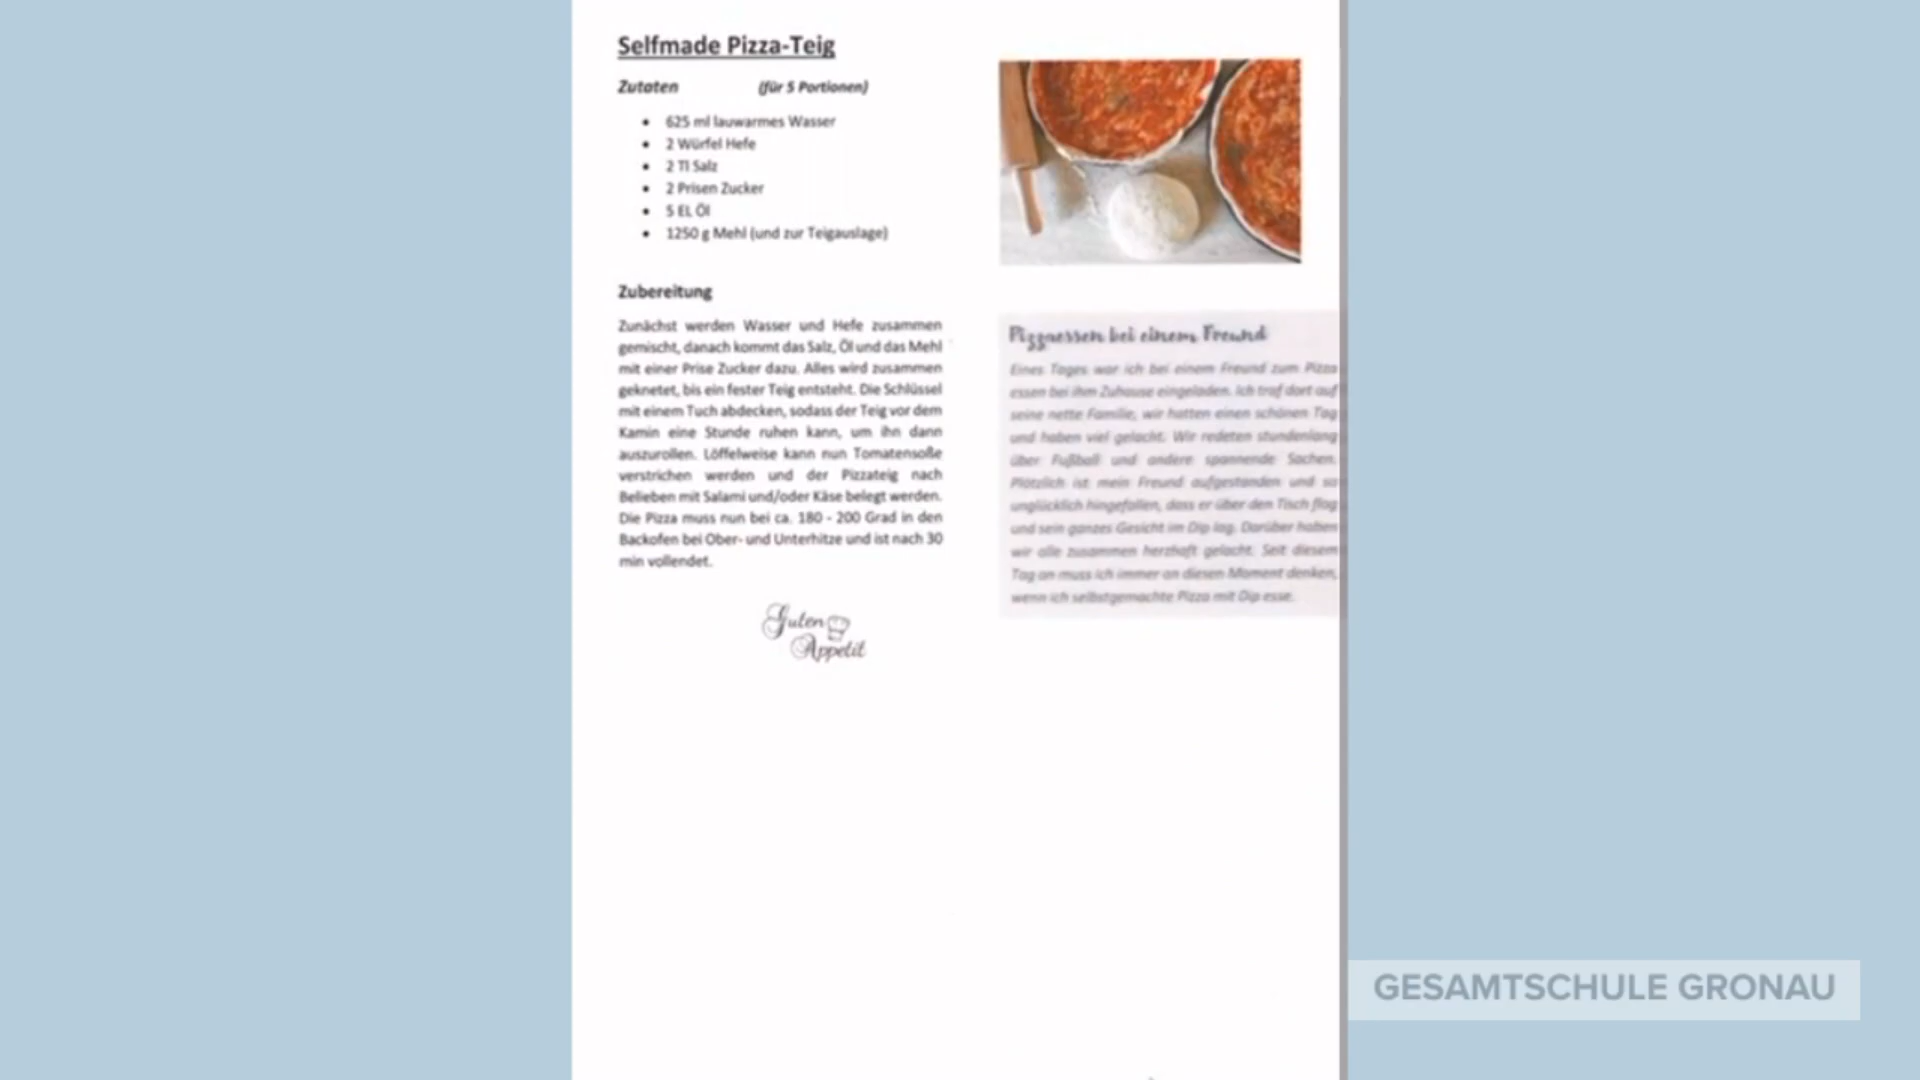 Selfmade Pizza-Teig
Zutaten (für 5 Portionen)
• 625 ml lauwarmes Wasser
• 2 Würfel Hefe
• 2 Tl Salz
• 2 Prisen Zucker
• 5 EL Öl
• 1250 g Mehl (und zur Teigauslage)
Zubereitung
Zunächst werden Wasser und Hefe zusammen
gemischt, danach kommt das Salz, Öl und das Mehl
mit einer Prise Zucker dazu. Alles wird zusammen
geknetet, bis ein fester Teig entsteht. Die Schlüssel
mit einem Tuch abdecken, sodass der Teig vor dem
Kamin eine Stunde ruhen kann, um ihn dann
auszurollen. Löffelweise kann nun Tomatensoße
verstrichen werden und der Pizzateig nach
Belieben mit Salami und/oder Käse belegt werden.
Die Pizza muss nun bei ca. 180 - 200 Grad in den
Backofen bei Ober- und Unterhitze und ist nach 30
min vollendet.
Guten
Appetit
Pizzaessen bei einem Freund
Eines Tages war ich bei einem Freund zum Pizza
essen bei ihm Zuhause eingeladen. Ich traf dort auf
seine nette Familie, wir hatten einen schönen Tag
und haben viel gelacht. Wir redeten stundenlang
über Fußball und andere spannende Sachen.
Plötzlich ist mein Freund aufgestanden und so
unglücklich hingefallen, dass er über den Tisch flog
und sein ganzes Gesicht im Dip lag. Darüber haben
wir alle zusammen herzhaft gelacht. Seit diesem
Tag an muss ich immer an diesen Moment denken,
wenn ich selbstgemachte Pizza mit Dip esse.
GESAMTSCHULE GRONAU